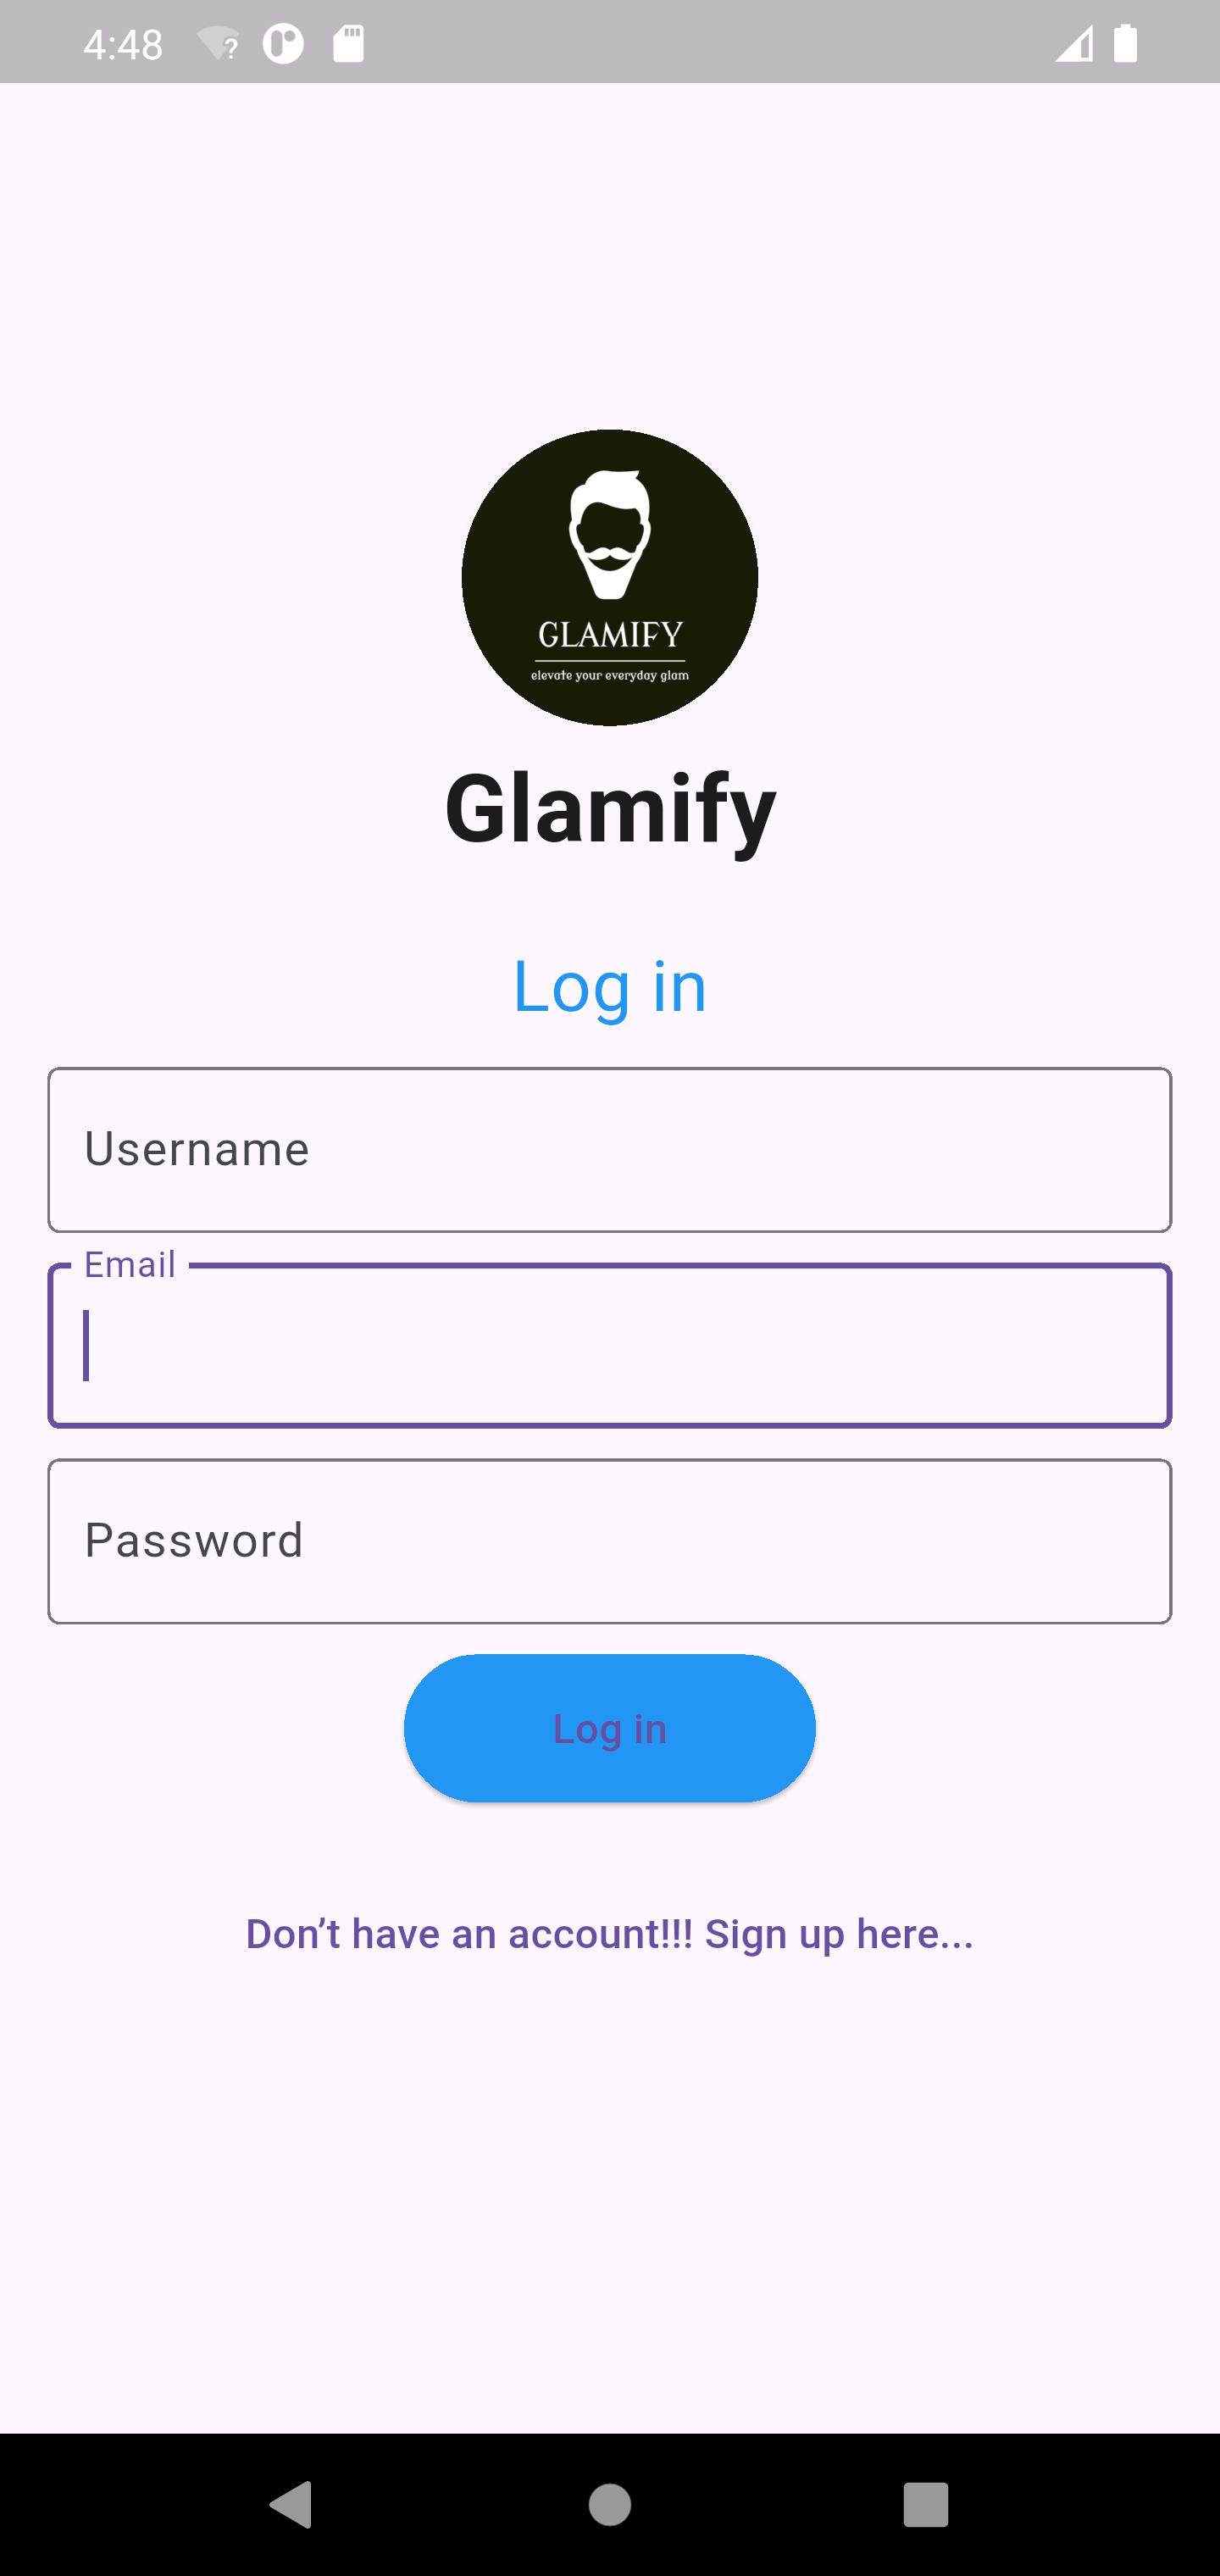 4:48
GLAMIFY
elevate your everyday glam
Glamify
Log in
Username
Email
Password
Log in
Don’t have an account!!! Sign up here...